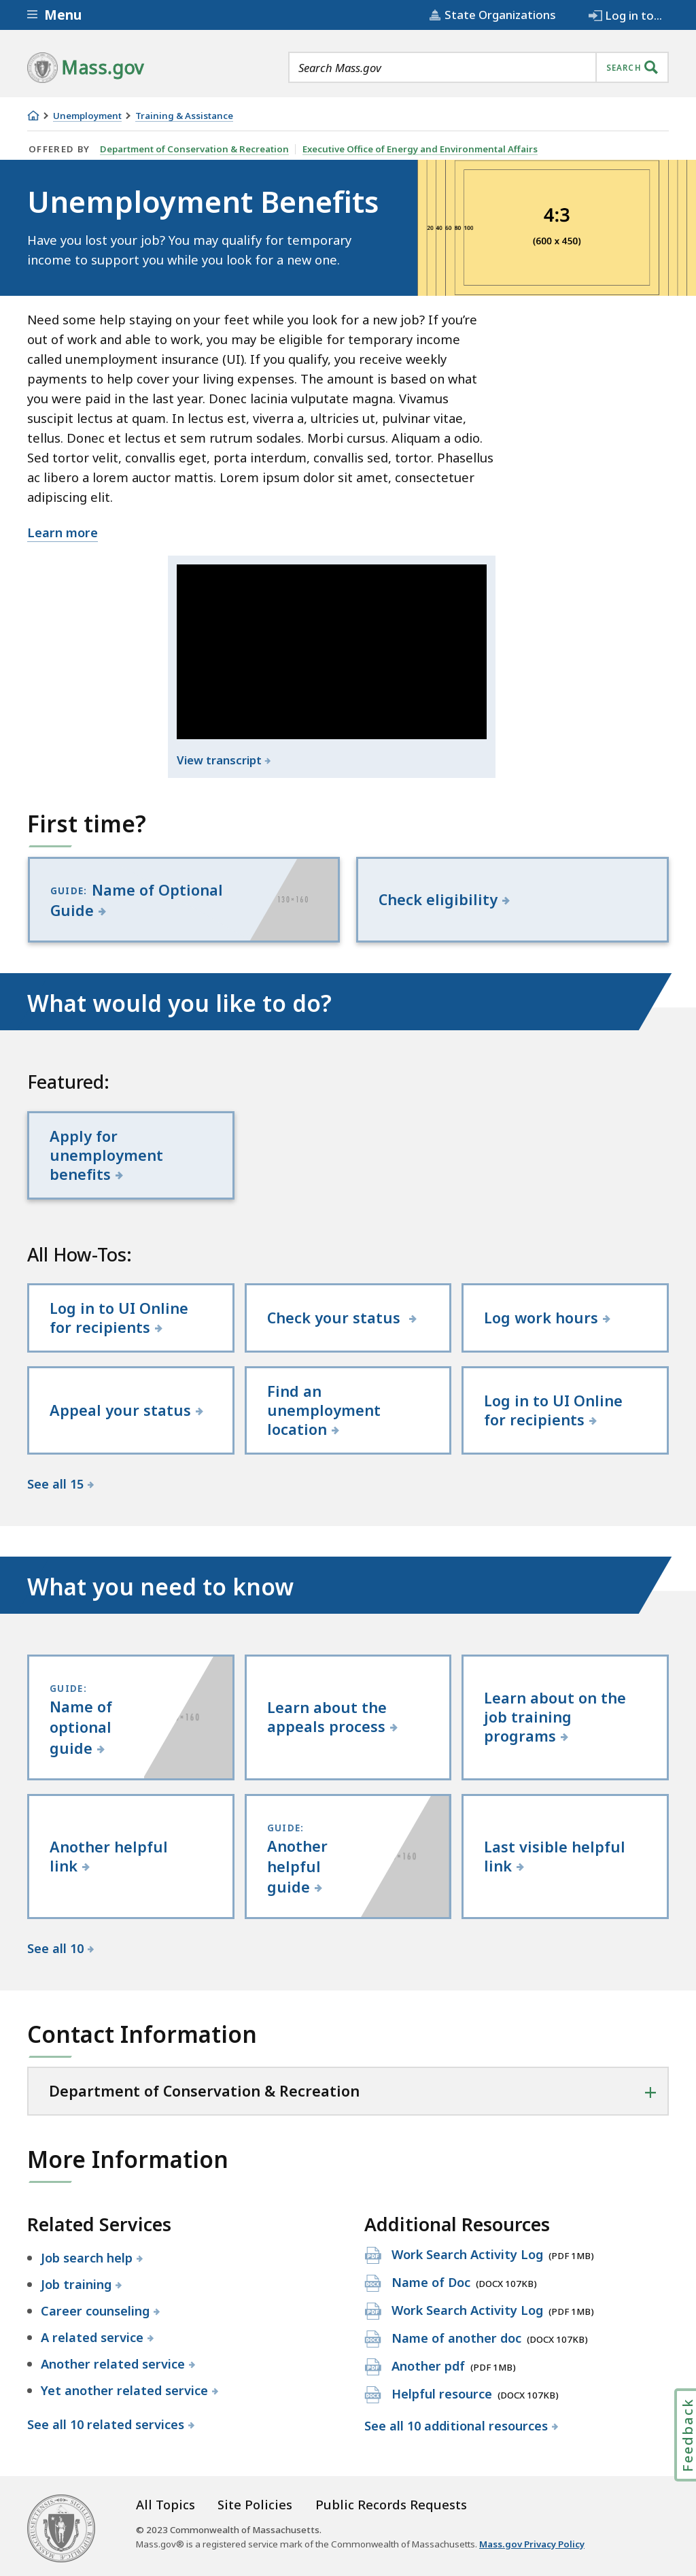 Menu
State Organizations
Log in to...
Mass.gov
Search Mass.gov
SEARCH
Unemployment
Training & Assistance
OFFERED BY Department of Conservation & Recreation Executive Office of Energy and Environmental Affairs
Unemployment Benefits
Have you lost your job? You may qualify for temporary
income to support you while you look for a new one.
4:3
20 40 60 80 100
(600 x 450)
Need some help staying on your feet while you look for a new job? If you’re
out of work and able to work, you may be eligible for temporary income
called unemployment insurance (UI). If you qualify, you receive weekly
payments to help cover your living expenses. The amount is based on what
you were paid in the last year. Donec lacinia vulputate magna. Vivamus
suscipit lectus at quam. In lectus est, viverra a, ultricies ut, pulvinar vitae,
tellus. Donec et lectus et sem rutrum sodales. Morbi cursus. Aliquam a odio.
Sed tortor velit, convallis eget, porta interdum, convallis sed, tortor. Phasellus
ac libero a lorem auctor mattis. Lorem ipsum dolor sit amet, consectetuer
adipiscing elit.
Learn more
View transcript
First time?
GUIDE: Name of Optional
Guide
130×160
Check eligibility
What would you like to do?
Featured:
Apply for
unemployment
benefits
All How-Tos:
Log in to UI Online
for recipients
Check your status
Log work hours
Appeal your status
Find an
unemployment
location
Log in to UI Online
for recipients
See all 15
What you need to know
GUIDE:
Name of
optional
guide
×160
Learn about the
appeals process
Learn about on the
job training
programs
Another helpful
link
GUIDE:
Another
helpful
guide
×160
Last visible helpful
link
See all 10
Contact Information
Department of Conservation & Recreation
More Information
Related Services
Job search help
Job training
Career counseling
A related service
Another related service
Yet another related service
See all 10 related services
Additional Resources
PDF Work Search Activity Log (PDF 1MB)
DOCX Name of Doc (DOCX 107KB)
PDF Work Search Activity Log (PDF 1MB)
DOCX Name of another doc (DOCX 107KB)
PDF Another pdf (PDF 1MB)
DOCX Helpful resource (DOCX 107KB)
See all 10 additional resources
Feedback
All Topics
Site Policies
Public Records Requests
© 2023 Commonwealth of Massachusetts.
Mass.gov® is a registered service mark of the Commonwealth of Massachusetts. Mass.gov Privacy Policy